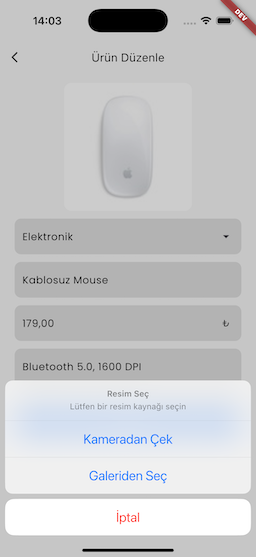 14:03
DEV
Ürün Düzenle
Elektronik
Kablosuz Mouse
179,00 ₺
Bluetooth 5.0, 1600 DPI
Resim Seç
Lütfen bir resim kaynağı seçin
Kameradan Çek
Galeriden Seç
İptal